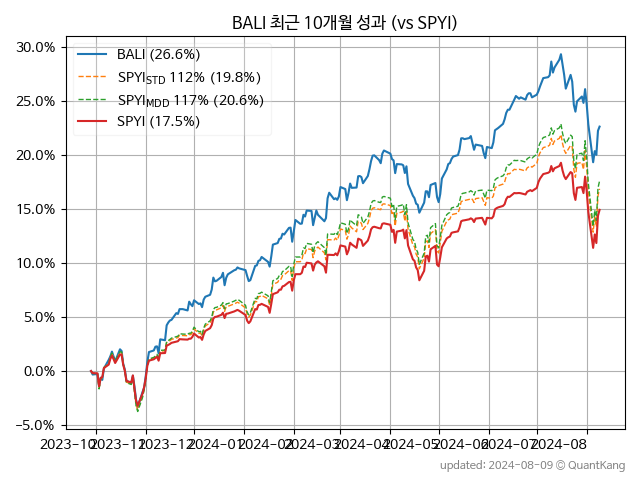 BALI 최근 10개월 성과 (vs SPYI)
30.0%
25.0%
20.0%
15.0%
10.0%
5.0%
0.0%
−5.0%
BALI (26.6%)
SPYI_STD 112% (19.8%)
SPYI_MDD 117% (20.6%)
SPYI (17.5%)
2023-10 2023-11 2023-12 2024-01 2024-02 2024-03 2024-04 2024-05 2024-06 2024-07 2024-08
updated: 2024-08-09 © QuantKang